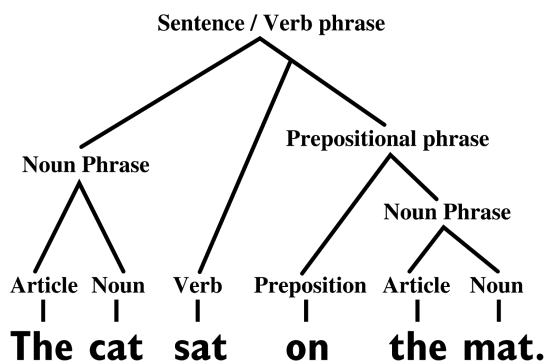 Sentence / Verb phrase
Prepositional phrase
Noun Phrase
Noun Phrase
Article Noun Verb Preposition Article Noun
The cat sat on the mat.